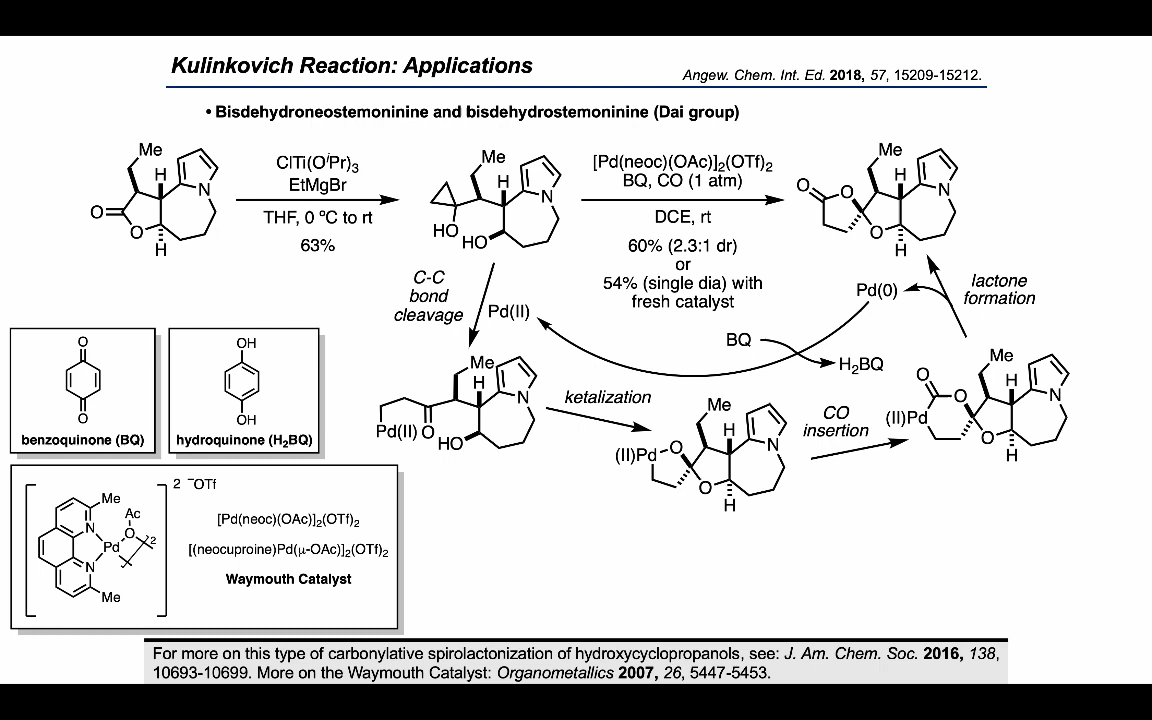 Kulinkovich Reaction: Applications
Angew. Chem. Int. Ed. 2018, 57, 15209-15212.
• Bisdehydroneostemoninine and bisdehydrostemoninine (Dai group)
Me
H
N
O
O
H
ClTi(OⁱPr)₃
EtMgBr
THF, 0 ºC to rt
63%
Me
H
N
HO
HO
[Pd(neoc)(OAc)]₂(OTf)₂
BQ, CO (1 atm)
DCE, rt
60% (2.3:1 dr)
or
54% (single dia) with
fresh catalyst
Me
H
N
O
O
O
H
C-C
bond
cleavage
Pd(II)
Pd(0)
lactone
formation
BQ
H₂BQ
O
O
benzoquinone (BQ)
OH
OH
hydroquinone (H₂BQ)
Me
H
N
Pd(II)
O
HO
ketalization
Me
H
N
(II)Pd
O
O
H
CO
insertion
Me
H
N
O
O
(II)Pd
O
H
2 ⁻OTf
Me
Ac
N
O
Pd
2
N
Me
[Pd(neoc)(OAc)]₂(OTf)₂
[(neocuproine)Pd(μ-OAc)]₂(OTf)₂
Waymouth Catalyst
For more on this type of carbonylative spirolactonization of hydroxycyclopropanols, see: J. Am. Chem. Soc. 2016, 138,
10693-10699. More on the Waymouth Catalyst: Organometallics 2007, 26, 5447-5453.